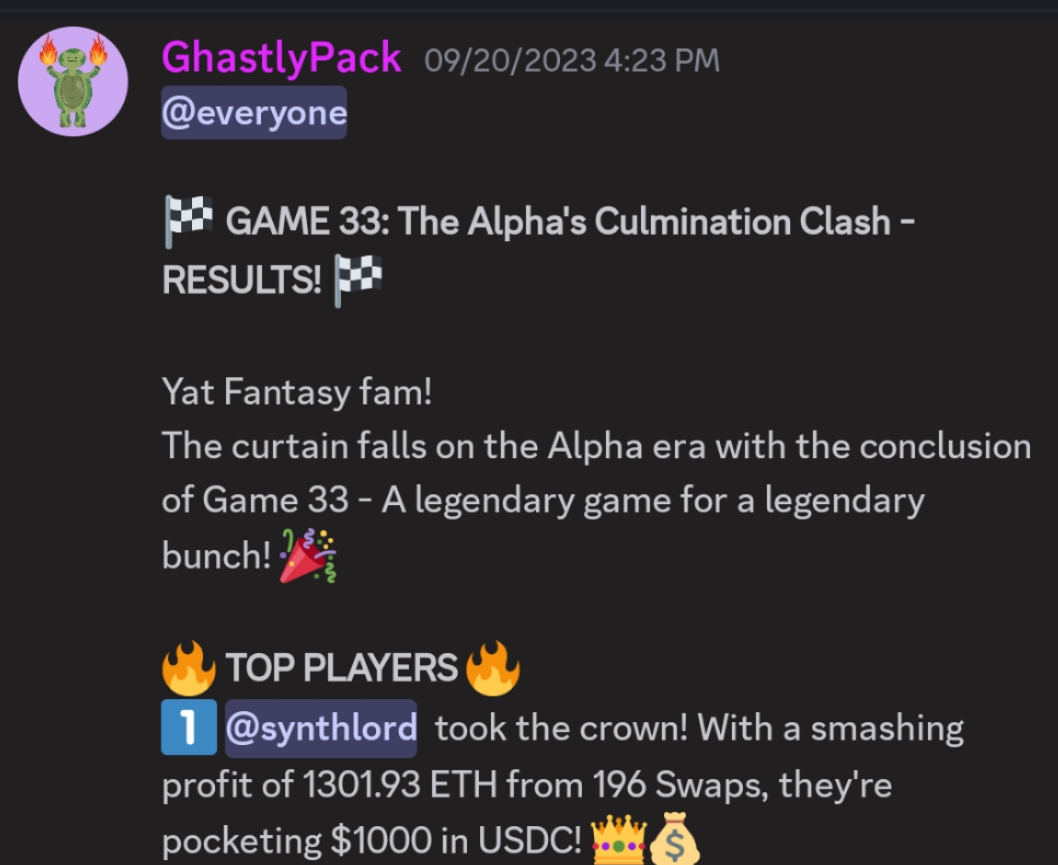 GhastlyPack 09/20/2023 4:23 PM
@everyone
🏁 GAME 33: The Alpha's Culmination Clash -
RESULTS! 🏁
Yat Fantasy fam!
The curtain falls on the Alpha era with the conclusion
of Game 33 - A legendary game for a legendary
bunch! 🎉
🔥 TOP PLAYERS 🔥
1️⃣ @synthlord took the crown! With a smashing
profit of 1301.93 ETH from 196 Swaps, they're
pocketing $1000 in USDC! 👑💰